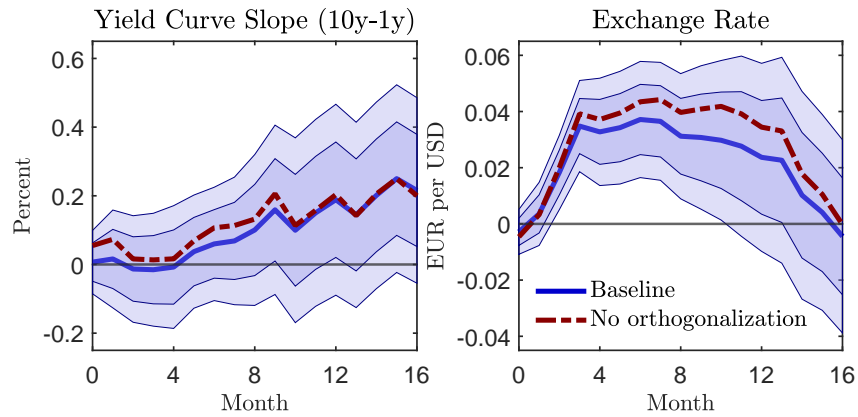 Yield Curve Slope (10y-1y)
Percent
0.6
0.4
0.2
0
-0.2
0 4 8 12 16
Month
Exchange Rate
EUR per USD
0.06
0.04
0.02
0
-0.02
-0.04
Baseline
No orthogonalization
0 4 8 12 16
Month